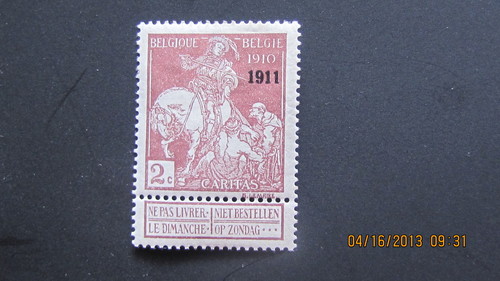 BELGIQUE BELGIE
1910
1911
2c
CARITAS
NE PAS LIVRER
LE DIMANCHE
NIET BESTELLEN
OP ZONDAG...
04/16/2013 09:31